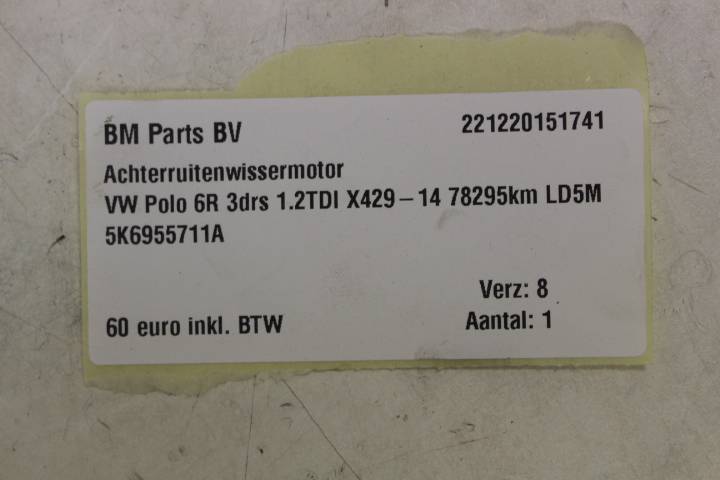 BM Parts BV 221220151741
Achterruitenwissermotor
VW Polo 6R 3drs 1.2TDI X429-14 78295km LD5M
5K6955711A
Verz: 8
60 euro inkl. BTW Aantal: 1